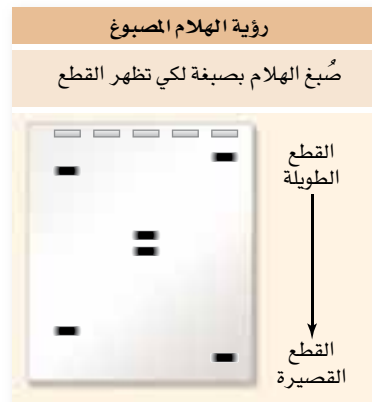 رؤية الهلام المصبوغ
صُبغ الهلام بصبغة لكي تظهر القطع
القطع
الطويلة
القطع
القصيرة